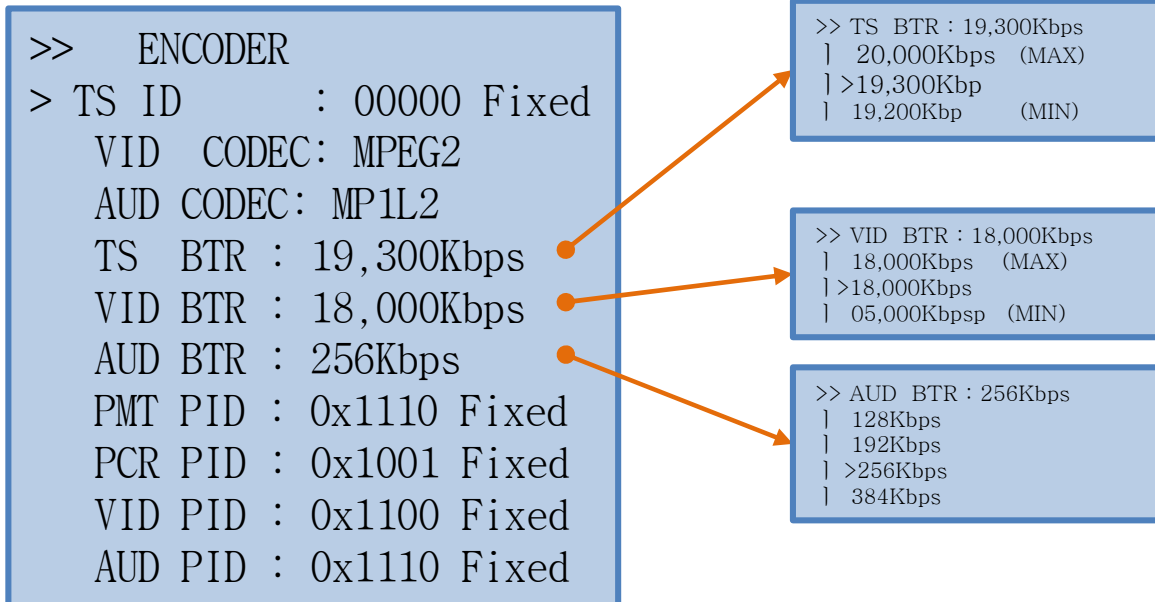 >> ENCODER
> TS ID : 00000 Fixed
VID CODEC: MPEG2
AUD CODEC: MP1L2
TS BTR : 19,300Kbps
VID BTR : 18,000Kbps
AUD BTR : 256Kbps
PMT PID : 0x1110 Fixed
PCR PID : 0x1001 Fixed
VID PID : 0x1100 Fixed
AUD PID : 0x1110 Fixed
>> TS BTR : 19,300Kbps
] 20,000Kbps (MAX)
]>19,300Kbp
] 19,200Kbp (MIN)
>> VID BTR : 18,000Kbps
] 18,000Kbps (MAX)
]>18,000Kbps
] 05,000Kbpsp (MIN)
>> AUD BTR : 256Kbps
] 128Kbps
] 192Kbps
] >256Kbps
] 384Kbps